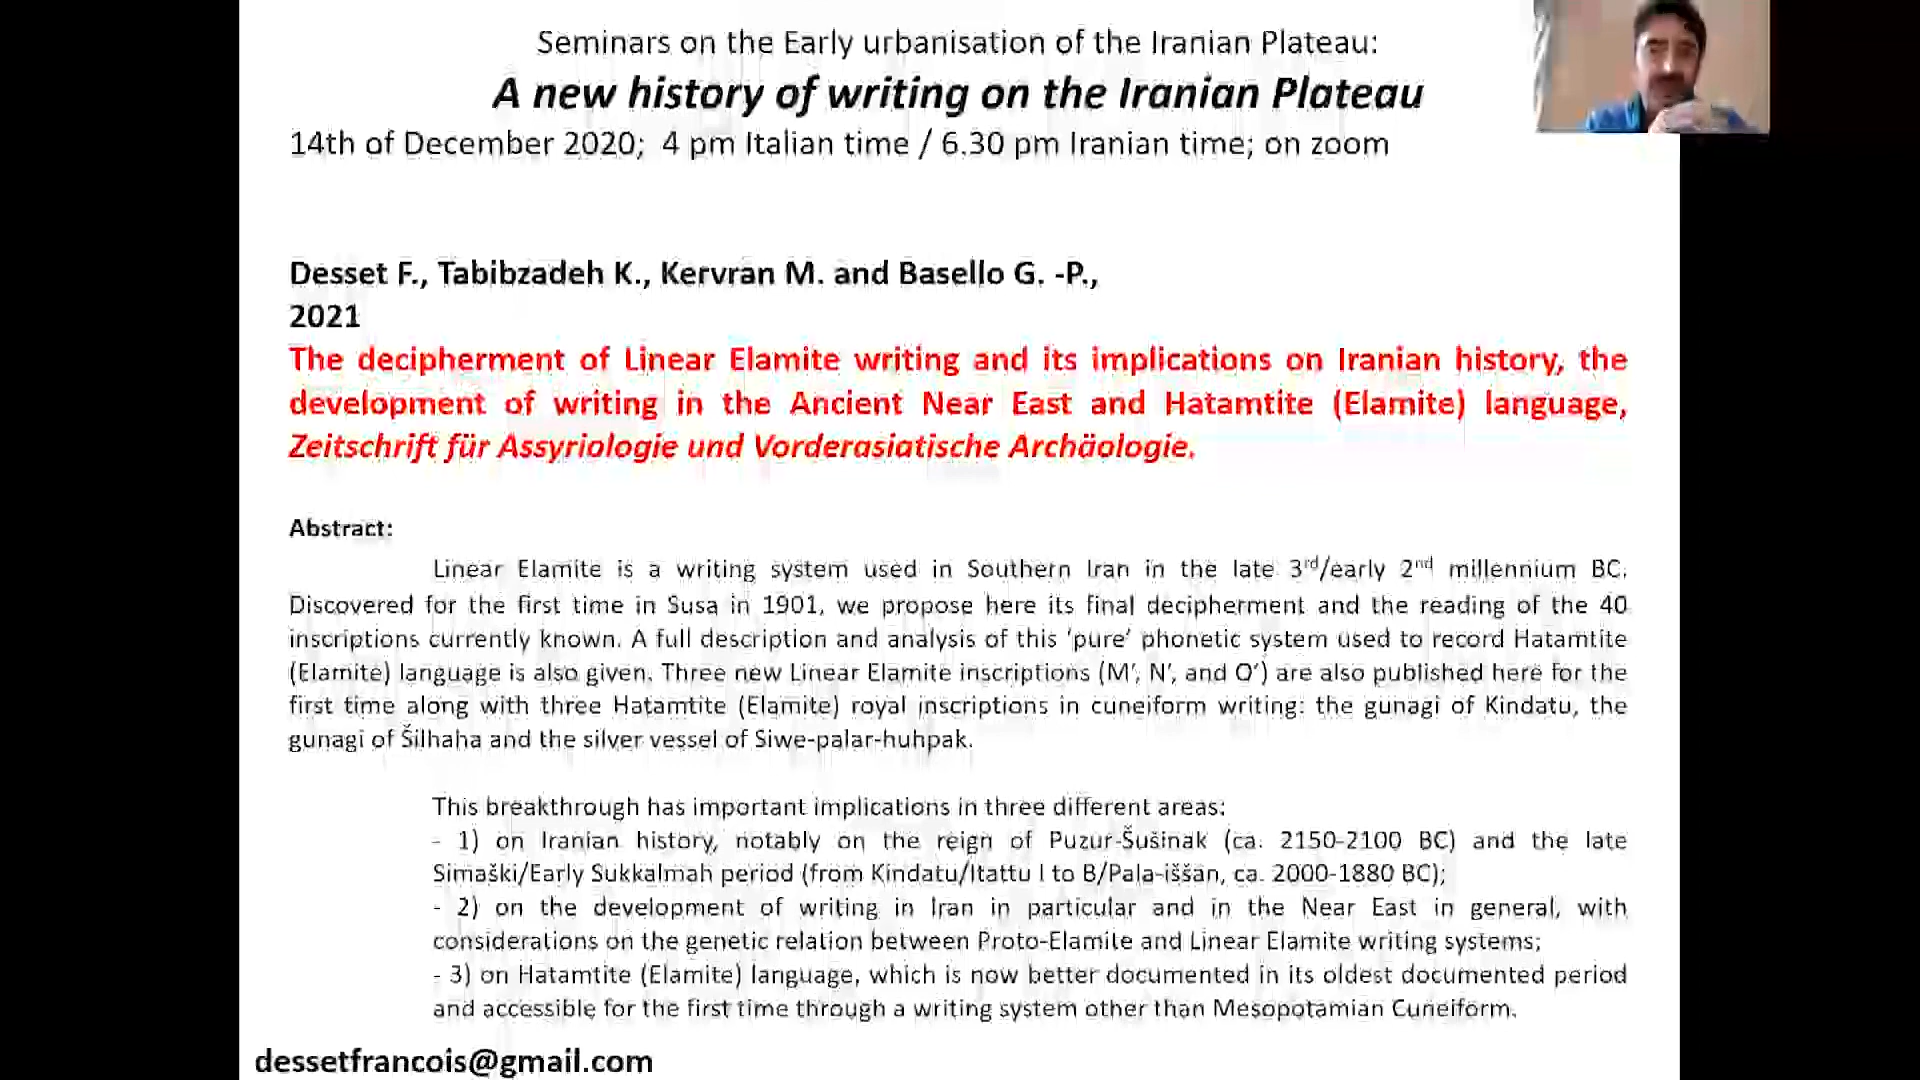 Seminars on the Early urbanisation of the Iranian Plateau:
A new history of writing on the Iranian Plateau
14th of December 2020; 4 pm Italian time / 6.30 pm Iranian time; on zoom
Desset F., Tabibzadeh K., Kervran M. and Basello G. -P.,
2021
The decipherment of Linear Elamite writing and its implications on Iranian history, the
development of writing in the Ancient Near East and Hatamtite (Elamite) language,
Zeitschrift für Assyriologie und Vorderasiatische Archäologie.
Abstract:
Linear Elamite is a writing system used in Southern Iran in the late 3rd/early 2nd millennium BC.
Discovered for the first time in Susa in 1901, we propose here its final decipherment and the reading of the 40
inscriptions currently known. A full description and analysis of this ‘pure’ phonetic system used to record Hatamtite
(Elamite) language is also given. Three new Linear Elamite inscriptions (M’, N’, and O’) are also published here for the
first time along with three Hatamtite (Elamite) royal inscriptions in cuneiform writing: the gunagi of Kindatu, the
gunagi of Šilhaha and the silver vessel of Siwe-palar-huhpak.
This breakthrough has important implications in three different areas:
- 1) on Iranian history, notably on the reign of Puzur-Šušinak (ca. 2150-2100 BC) and the late
Simaški/Early Sukkalmah period (from Kindatu/Itattu I to B/Pala-iššan, ca. 2000-1880 BC);
- 2) on the development of writing in Iran in particular and in the Near East in general, with
considerations on the genetic relation between Proto-Elamite and Linear Elamite writing systems;
- 3) on Hatamtite (Elamite) language, which is now better documented in its oldest documented period
and accessible for the first time through a writing system other than Mesopotamian Cuneiform.
dessetfrancois@gmail.com